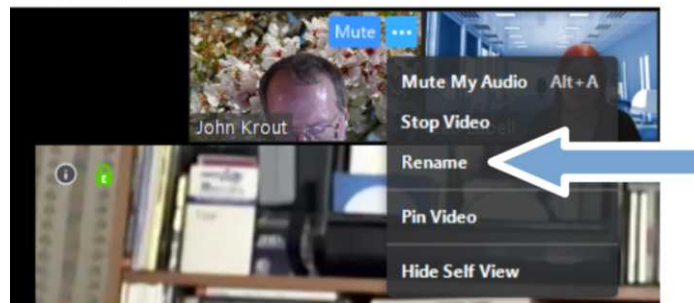 Mute ...
Mute My Audio Alt+A
John Krout
Stop Video
Rename
Pin Video
Hide Self View